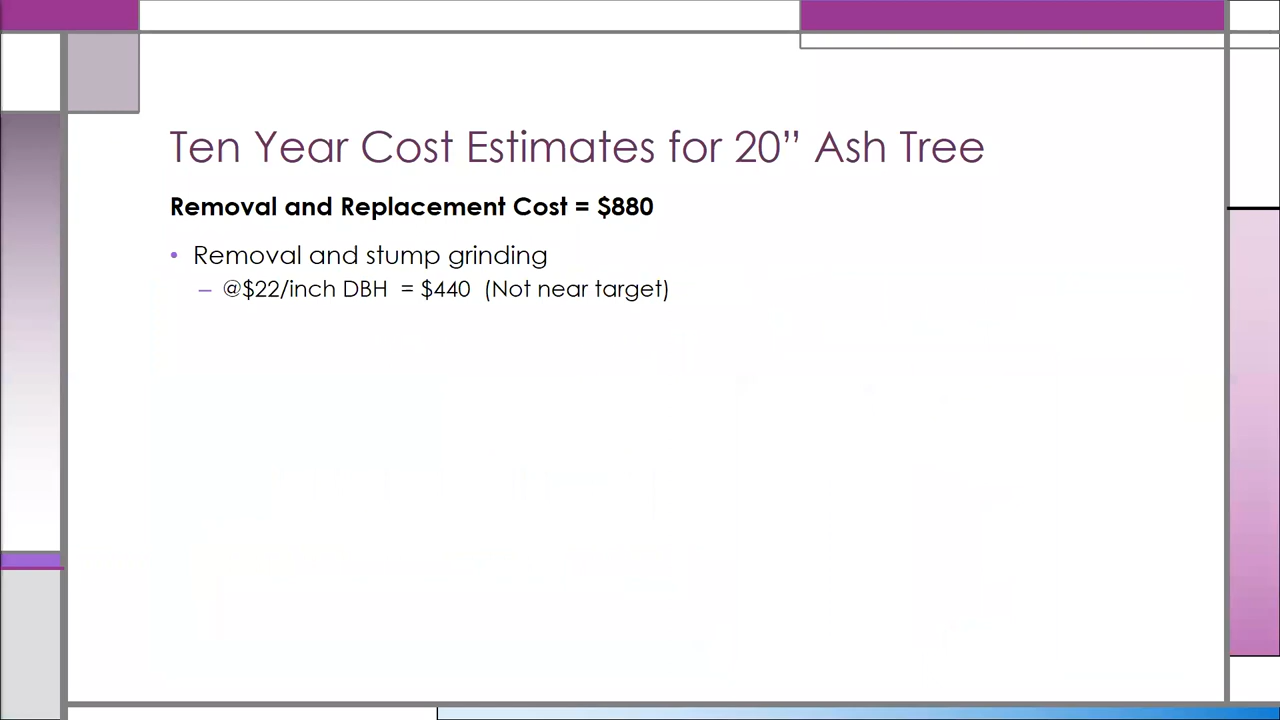 Ten Year Cost Estimates for 20” Ash Tree
Removal and Replacement Cost = $880
• Removal and stump grinding
– @$22/inch DBH = $440 (Not near target)